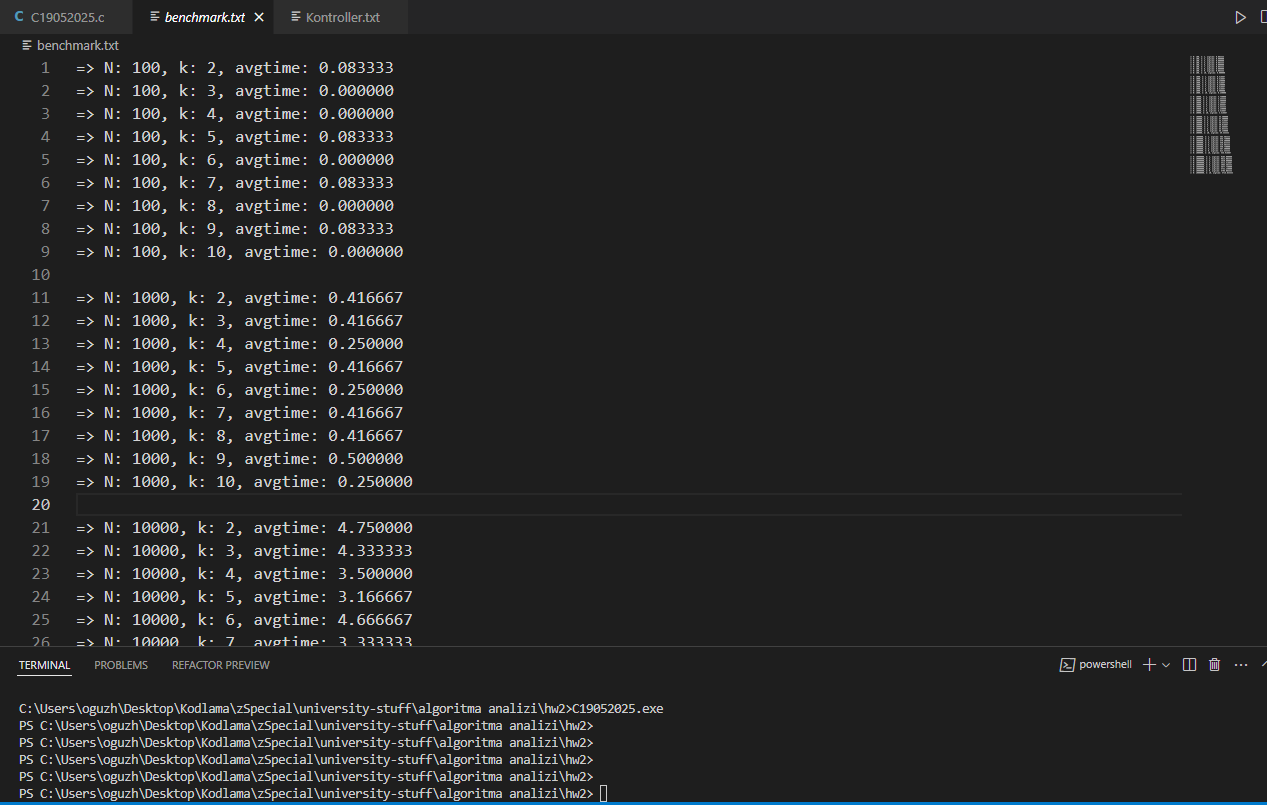 C C19052025.c benchmark.txt Kontroller.txt
benchmark.txt
1 => N: 100, k: 2, avgtime: 0.083333
2 => N: 100, k: 3, avgtime: 0.000000
3 => N: 100, k: 4, avgtime: 0.000000
4 => N: 100, k: 5, avgtime: 0.083333
5 => N: 100, k: 6, avgtime: 0.000000
6 => N: 100, k: 7, avgtime: 0.083333
7 => N: 100, k: 8, avgtime: 0.000000
8 => N: 100, k: 9, avgtime: 0.083333
9 => N: 100, k: 10, avgtime: 0.000000
10
11 => N: 1000, k: 2, avgtime: 0.416667
12 => N: 1000, k: 3, avgtime: 0.416667
13 => N: 1000, k: 4, avgtime: 0.250000
14 => N: 1000, k: 5, avgtime: 0.416667
15 => N: 1000, k: 6, avgtime: 0.250000
16 => N: 1000, k: 7, avgtime: 0.416667
17 => N: 1000, k: 8, avgtime: 0.416667
18 => N: 1000, k: 9, avgtime: 0.500000
19 => N: 1000, k: 10, avgtime: 0.250000
20
21 => N: 10000, k: 2, avgtime: 4.750000
22 => N: 10000, k: 3, avgtime: 4.333333
23 => N: 10000, k: 4, avgtime: 3.500000
24 => N: 10000, k: 5, avgtime: 3.166667
25 => N: 10000, k: 6, avgtime: 4.666667
26 => N: 10000, k: 7, avgtime: 3.333333
TERMINAL PROBLEMS REFACTOR PREVIEW powershell
C:\Users\oguzh\Desktop\Kodlama\zSpecial\university-stuff\algoritma analizi\hw2>C19052025.exe
PS C:\Users\oguzh\Desktop\Kodlama\zSpecial\university-stuff\algoritma analizi\hw2>
PS C:\Users\oguzh\Desktop\Kodlama\zSpecial\university-stuff\algoritma analizi\hw2>
PS C:\Users\oguzh\Desktop\Kodlama\zSpecial\university-stuff\algoritma analizi\hw2>
PS C:\Users\oguzh\Desktop\Kodlama\zSpecial\university-stuff\algoritma analizi\hw2>
PS C:\Users\oguzh\Desktop\Kodlama\zSpecial\university-stuff\algoritma analizi\hw2>